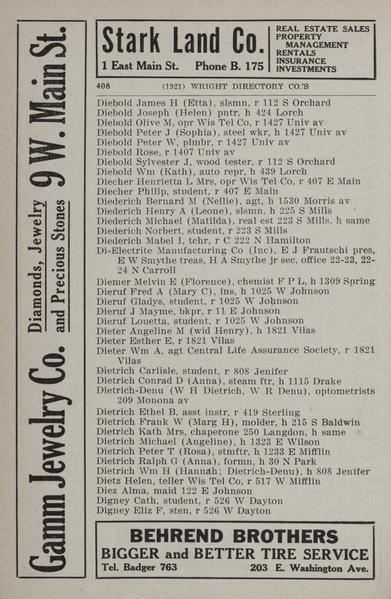 Stark Land Co.
1 East Main St. Phone B. 175
REAL ESTATE SALES
PROPERTY
MANAGEMENT
RENTALS
INSURANCE
INVESTMENTS
Gamm Jewelry Co. Diamonds, Jewelry and Precious Stones 9 W. Main St.
408 (1921) WRIGHT DIRECTORY CO.'S
Diebold James H (Etta), slsmn, r 112 S Orchard
Diebold Joseph (Helen) pntr, h 424 Lorch
Diebold Olive M, opr Wis Tel Co, r 1427 Univ av
Diebold Peter J (Sophia), steel wkr, h 1427 Univ av
Diebold Peter W, plmbr, r 1427 Univ av
Diebold Rose, r 1407 Univ av
Diebold Sylvester J, wood tester, r 112 S Orchard
Diebold Wm (Kath), auto repr, h 439 Lorch
Diecher Henrietta L Mrs, opr Wis Tel Co, r 407 E Main
Diecher Philip, student, r 407 E Main
Diederich Bernard M (Nellie), agt, h 1530 Morris av
Diederich Henry A (Leone), slsmn, h 225 S Mills
Diederich Michael (Matilda), real est 223 S Mills, h same
Diederich Norbert, student, r 223 S Mills
Diederich Mabel I, tchr, r C 222 N Hamilton
Di-Electrite Manufacturing Co (Inc), E J Frautschi pres,
E W Smythe treas, H A Smythe jr sec, office 22-23, 22-
24 N Carroll
Diemer Melvin E (Florence), chemist F P L, h 1309 Spring
Dieruf Fred A (Mary C), ins, h 1025 W Johnson
Dieruf Gladys, student, r 1025 W Johnson
Dieruf J Mayme, bkpr, r 11 E Johnson
Dieruf Louetta, student, r 1025 W Johnson
Dieter Angeline M (wid Henry), h 1821 Vilas
Dieter Esther E, r 1821 Vilas
Dieter Wm A, agt Central Life Assurance Society, r 1821
Vilas
Dietrich Carlisle, student, r 808 Jenifer
Dietrich Conrad D (Anna), steam ftr, h 1115 Drake
Dietrich-Denu (W H Dietrich, W R Denu), optometrists
209 Monona av
Dietrich Ethel B, asst instr, r 419 Sterling
Dietrich Frank W (Marg H), molder, h 215 S Baldwin
Dietrich Kath Mrs, chaperone 250 Langdon, h same
Dietrich Michael (Angeline), h 1323 E Wilson
Dietrich Peter T (Rosa), stmftr, h 1233 E Mifflin
Dietrich Ralph G (Anna), formn, h 30 N Park
Dietrich Wm H (Hannah; Dietrich-Denu), h 808 Jenifer
Dietz Helen, teller Wis Tel Co, r 517 W Mifflin
Diez Alma, maid 122 E Johnson
Digney Cath, student, r 526 W Dayton
Digney Eliz F, sten, r 526 W Dayton
BEHREND BROTHERS
BIGGER and BETTER TIRE SERVICE
Tel. Badger 763 203 E. Washington Ave.